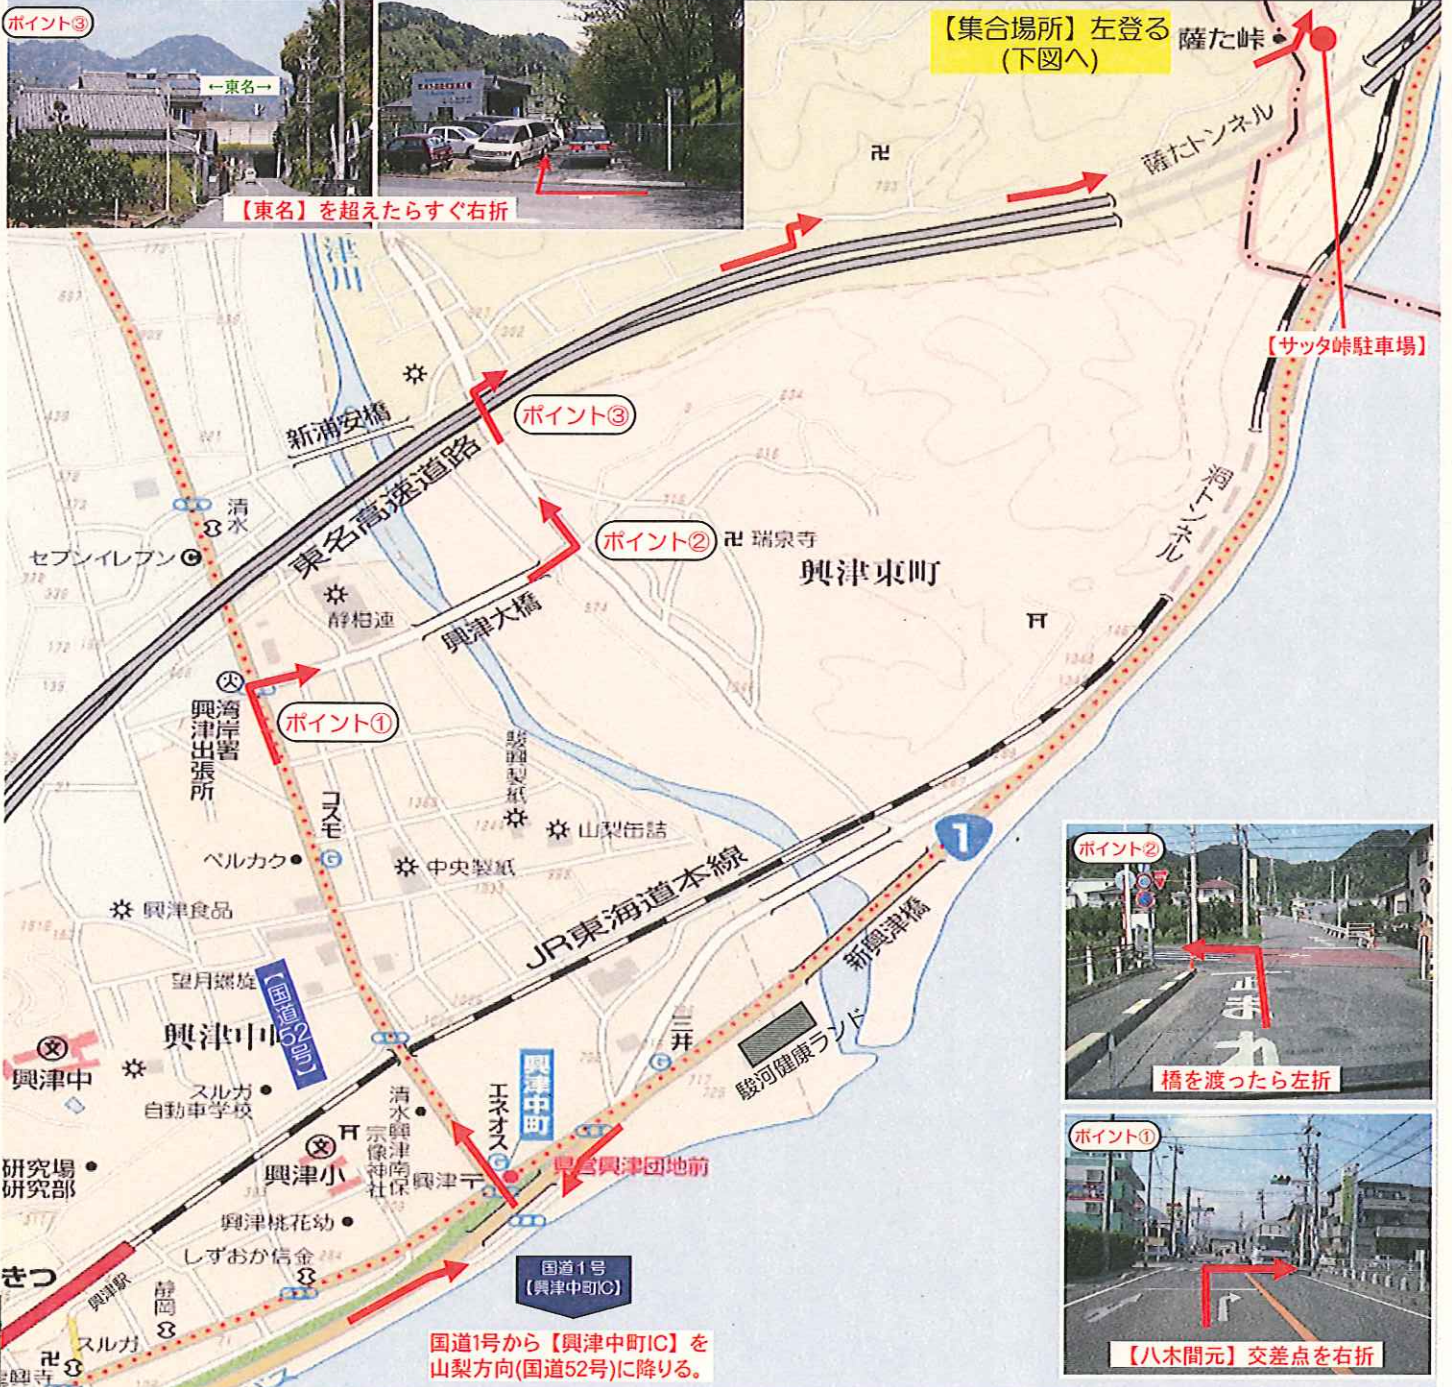 ポイント③
←東名→
【東名】を超えたらすぐ右折
【集合場所】左登る
(下図へ)
薩た峠
薩たトンネル
卍
【サッタ峠駐車場】
津川
新浦安橋
ポイント③
東名高速道路
清水
セブンイレブン
ポイント②
卍 瑞泉寺
興津東町
洞トンネル
静柑連
興津大橋
湾岸署
興津出張所
ポイント①
コスモ
ベルカク
駿興製紙
山梨缶詰
中央製紙
興津食品
JR東海道本線
1
新興津橋
望月螺旋
【国道52号】
興津中町
興津中
スルガ
自動車学校
清水興津南保
宗像神社
興津小
興津〒
エネオス
興津中町
三井
駿河健康ランド
県営興津団地前
研究場
研究部
興津桃花幼
しずおか信金
きつ
興津駅
静岡
スルガ
卍
興寺
バス
国道1号
【興津中町IC】
国道1号から【興津中町IC】を
山梨方向(国道52号)に降りる。
ポイント②
橋を渡ったら左折
ポイント①
【八木間元】交差点を右折